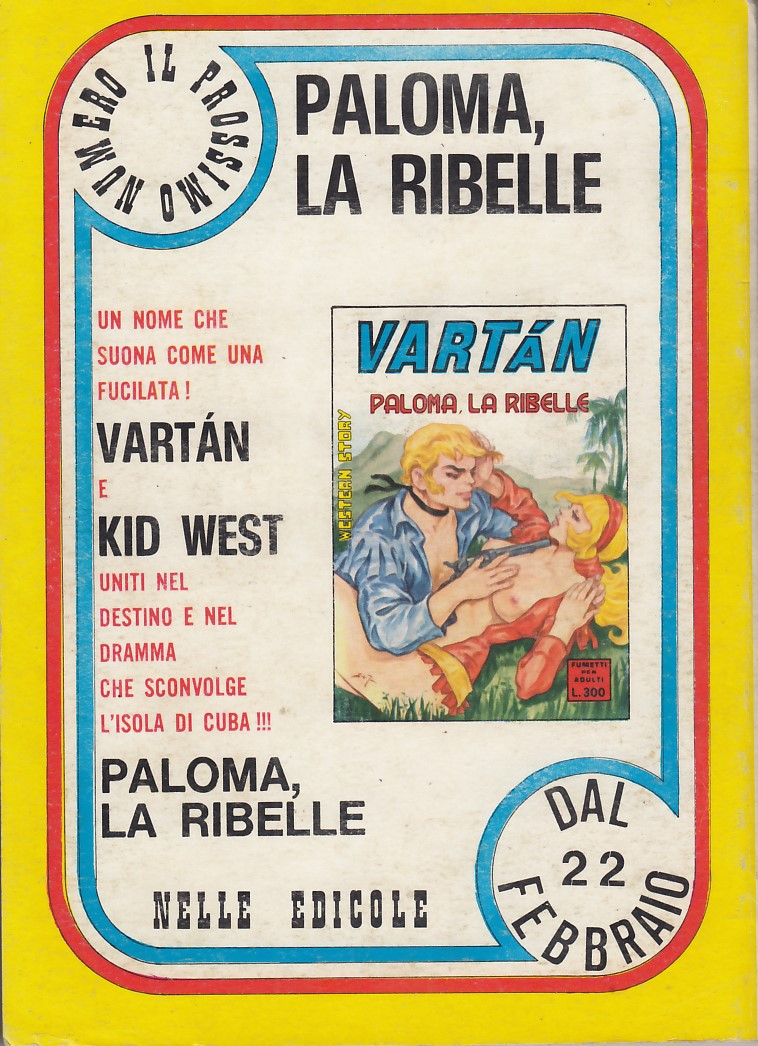 IL PROSSIMO NUMERO
PALOMA,
LA RIBELLE
UN NOME CHE
SUONA COME UNA
FUCILATA!
VARTÁN
E
KID WEST
UNITI NEL
DESTINO E NEL
DRAMMA
CHE SCONVOLGE
L'ISOLA DI CUBA!!!
PALOMA,
LA RIBELLE
NELLE EDICOLE
VARTÁN
PALOMA, LA RIBELLE
WESTERN STORY
FUMETTI
PER
ADULTI
L.300
DAL
22
FEBBRAIO